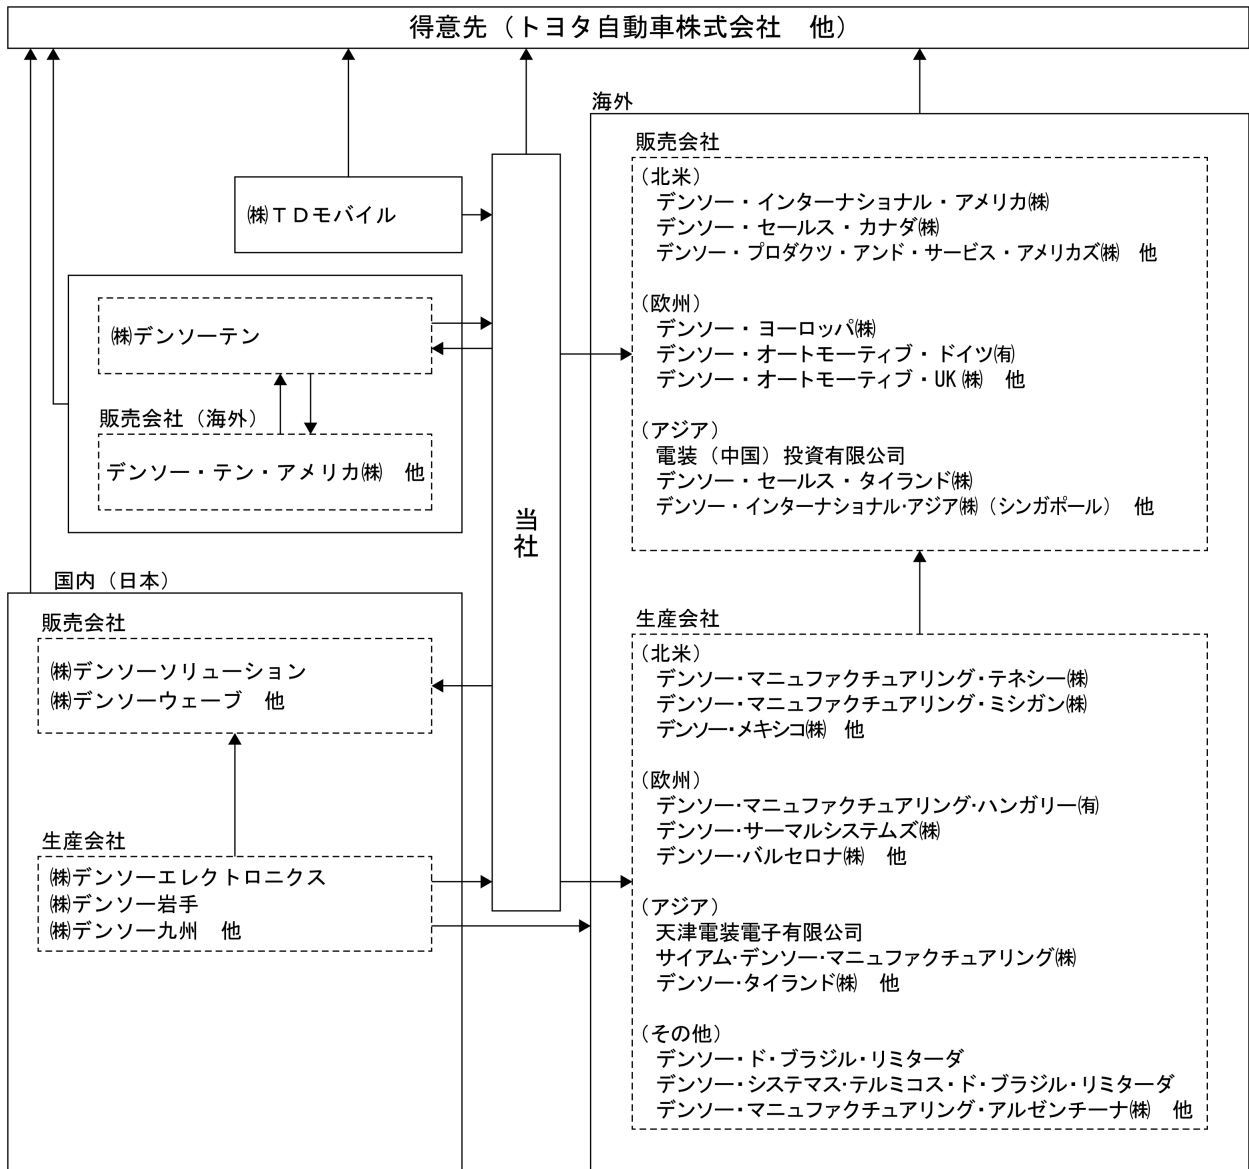 得意先（トヨタ自動車株式会社　他）
㈱ＴＤモバイル
㈱デンソーテン
販売会社（海外）
デンソー・テン・アメリカ㈱　他
国内（日本）
販売会社
㈱デンソーソリューション
㈱デンソーウェーブ　他
生産会社
㈱デンソーエレクトロニクス
㈱デンソー岩手
㈱デンソー九州　他
当社
海外
販売会社
（北米）
デンソー・インターナショナル・アメリカ㈱
デンソー・セールス・カナダ㈱
デンソー・プロダクツ・アンド・サービス・アメリカズ㈱　他
（欧州）
デンソー・ヨーロッパ㈱
デンソー・オートモーティブ・ドイツ㈲
デンソー・オートモーティブ・UK㈱　他
（アジア）
電装（中国）投資有限公司
デンソー・セールス・タイランド㈱
デンソー・インターナショナル・アジア㈱（シンガポール）　他
生産会社
（北米）
デンソー・マニュファクチュアリング・テネシー㈱
デンソー・マニュファクチュアリング・ミシガン㈱
デンソー・メキシコ㈱　他
（欧州）
デンソー・マニュファクチュアリング・ハンガリー㈲
デンソー・サーマルシステムズ㈱
デンソー・バルセロナ㈱　他
（アジア）
天津電装電子有限公司
サイアム・デンソー・マニュファクチュアリング㈱
デンソー・タイランド㈱　他
（その他）
デンソー・ド・ブラジル・リミターダ
デンソー・システマス・テルミコス・ド・ブラジル・リミターダ
デンソー・マニュファクチュアリング・アルゼンチーナ㈱　他